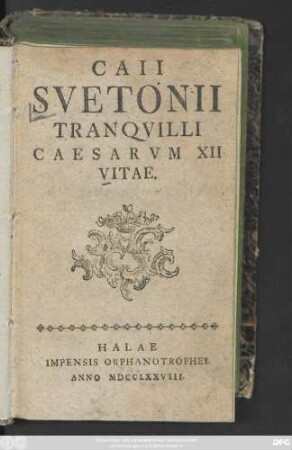 CAII
SVETONII
TRANQVILLI
CAESARVM XII
VITAE.
HALAE
IMPENSIS ORPHANOTROPHEI.
ANNO MDCCLXXVIII.